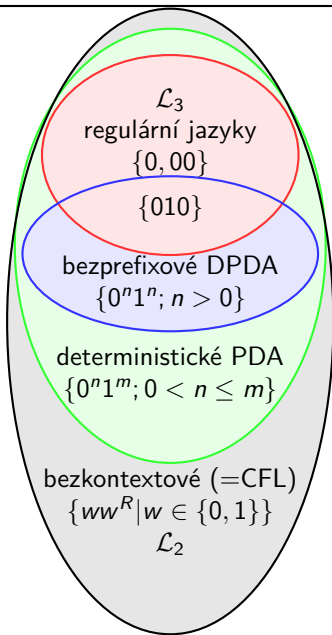 ℒ₃
regulární jazyky
{0, 00}
{010}
bezprefixové DPDA
{0ⁿ1ⁿ; n > 0}
deterministické PDA
{0ⁿ1ᵐ; 0 < n ≤ m}
bezkontextové (=CFL)
{wwᴿ|w ∈ {0, 1}}
ℒ₂